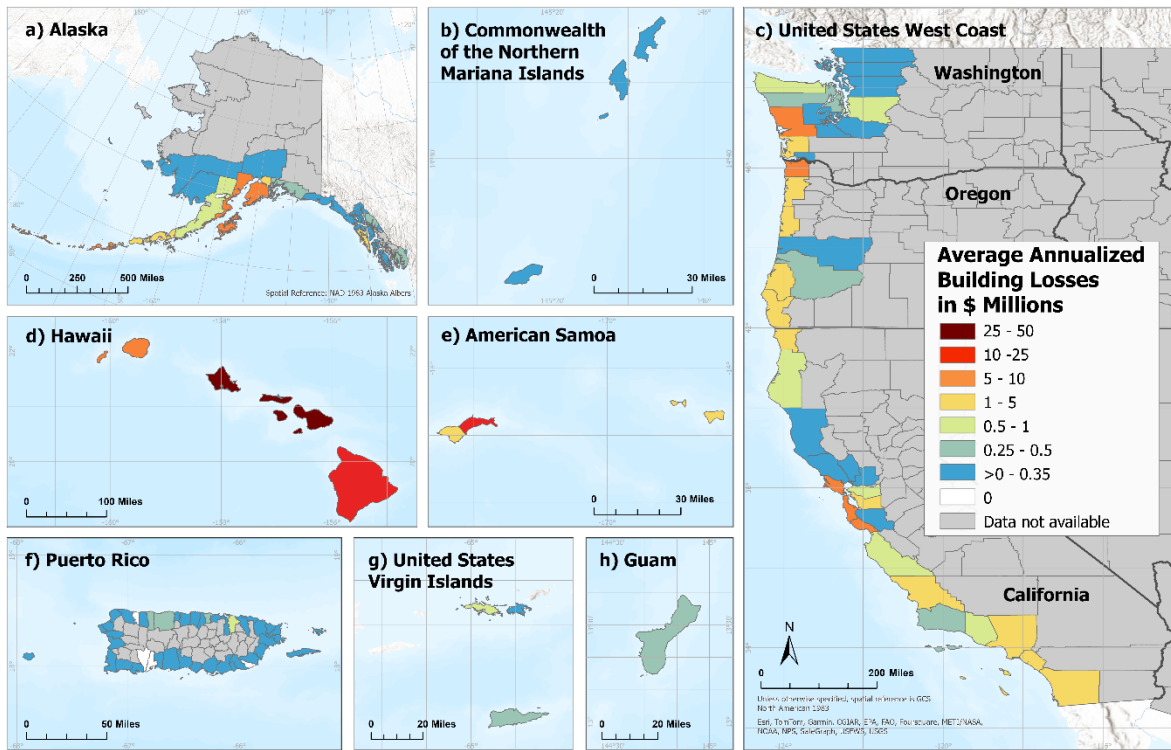 a) Alaska
0 250 500 Miles
Spatial Reference: NAD 1983 Alaska Albers
b) Commonwealth
of the Northern
Mariana Islands
0 30 Miles
c) United States West Coast
Washington
Oregon
California
Average Annualized
Building Losses
in $ Millions
25 - 50
10 -25
5 - 10
1 - 5
0.5 - 1
0.25 - 0.5
>0 - 0.35
0
Data not available
N
0 200 Miles
Unless otherwise specified, spatial reference is GCS
North American 1983
Esri, TomTom, Garmin, CGIAR, EPA, FAO, Foursquare, METI/NASA,
NOAA, NPS, SafeGraph, USFWS, USGS
d) Hawaii
0 100 Miles
e) American Samoa
0 30 Miles
f) Puerto Rico
0 50 Miles
g) United States
Virgin Islands
0 20 Miles
h) Guam
0 20 Miles